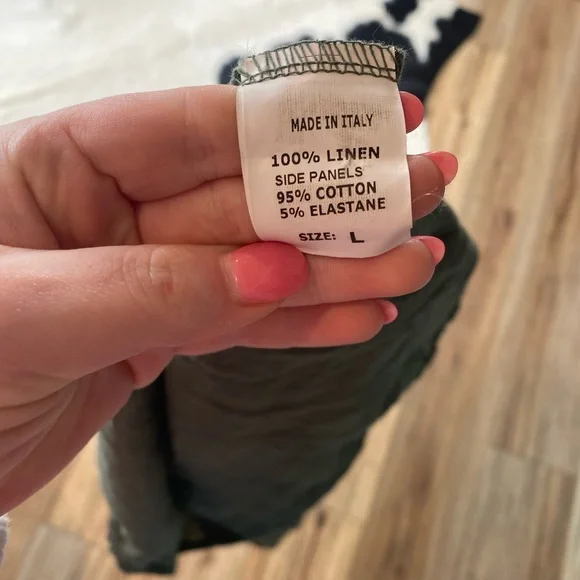 MADE IN ITALY
100% LINEN
SIDE PANELS
95% COTTON
5% ELASTANE
SIZE: L